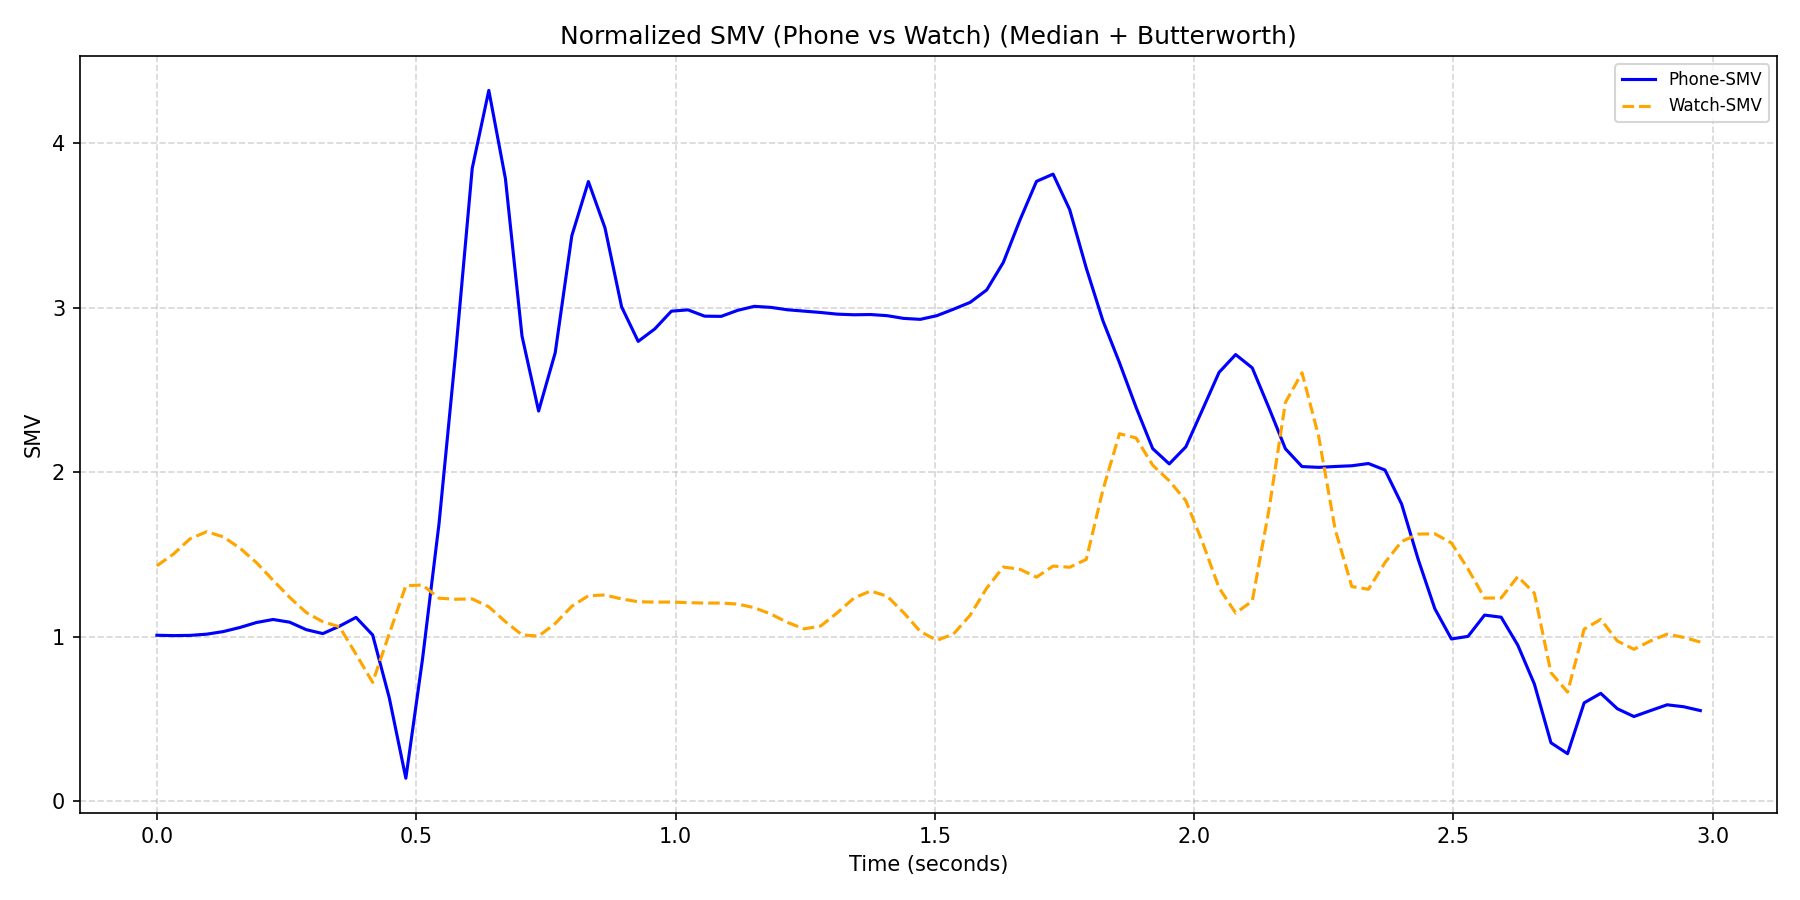 Normalized SMV (Phone vs Watch) (Median + Butterworth)
Phone-SMV
Watch-SMV
SMV
4
3
2
1
0
0.0 0.5 1.0 1.5 2.0 2.5 3.0
Time (seconds)